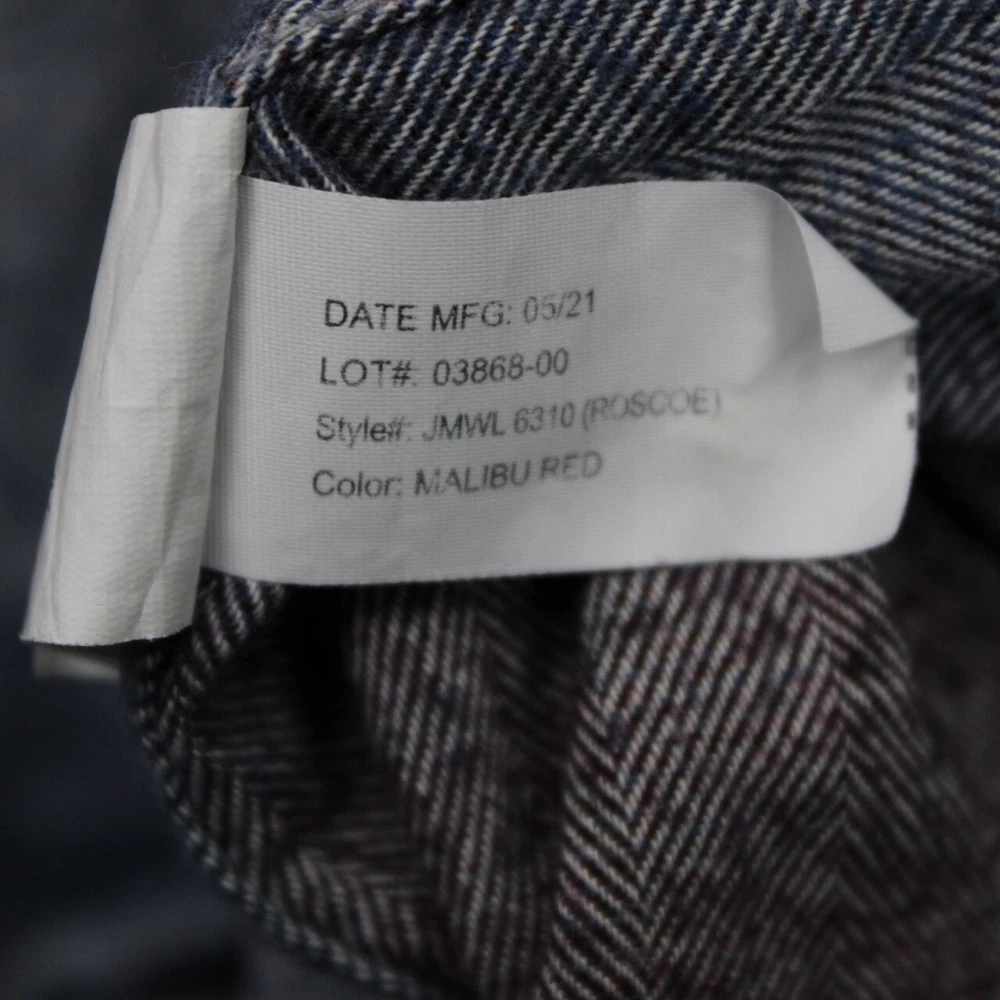 DATE MFG: 05/21
LOT#: 03868-00
Style#: JMWL 6310 (ROSCOE)
Color: MALIBU RED